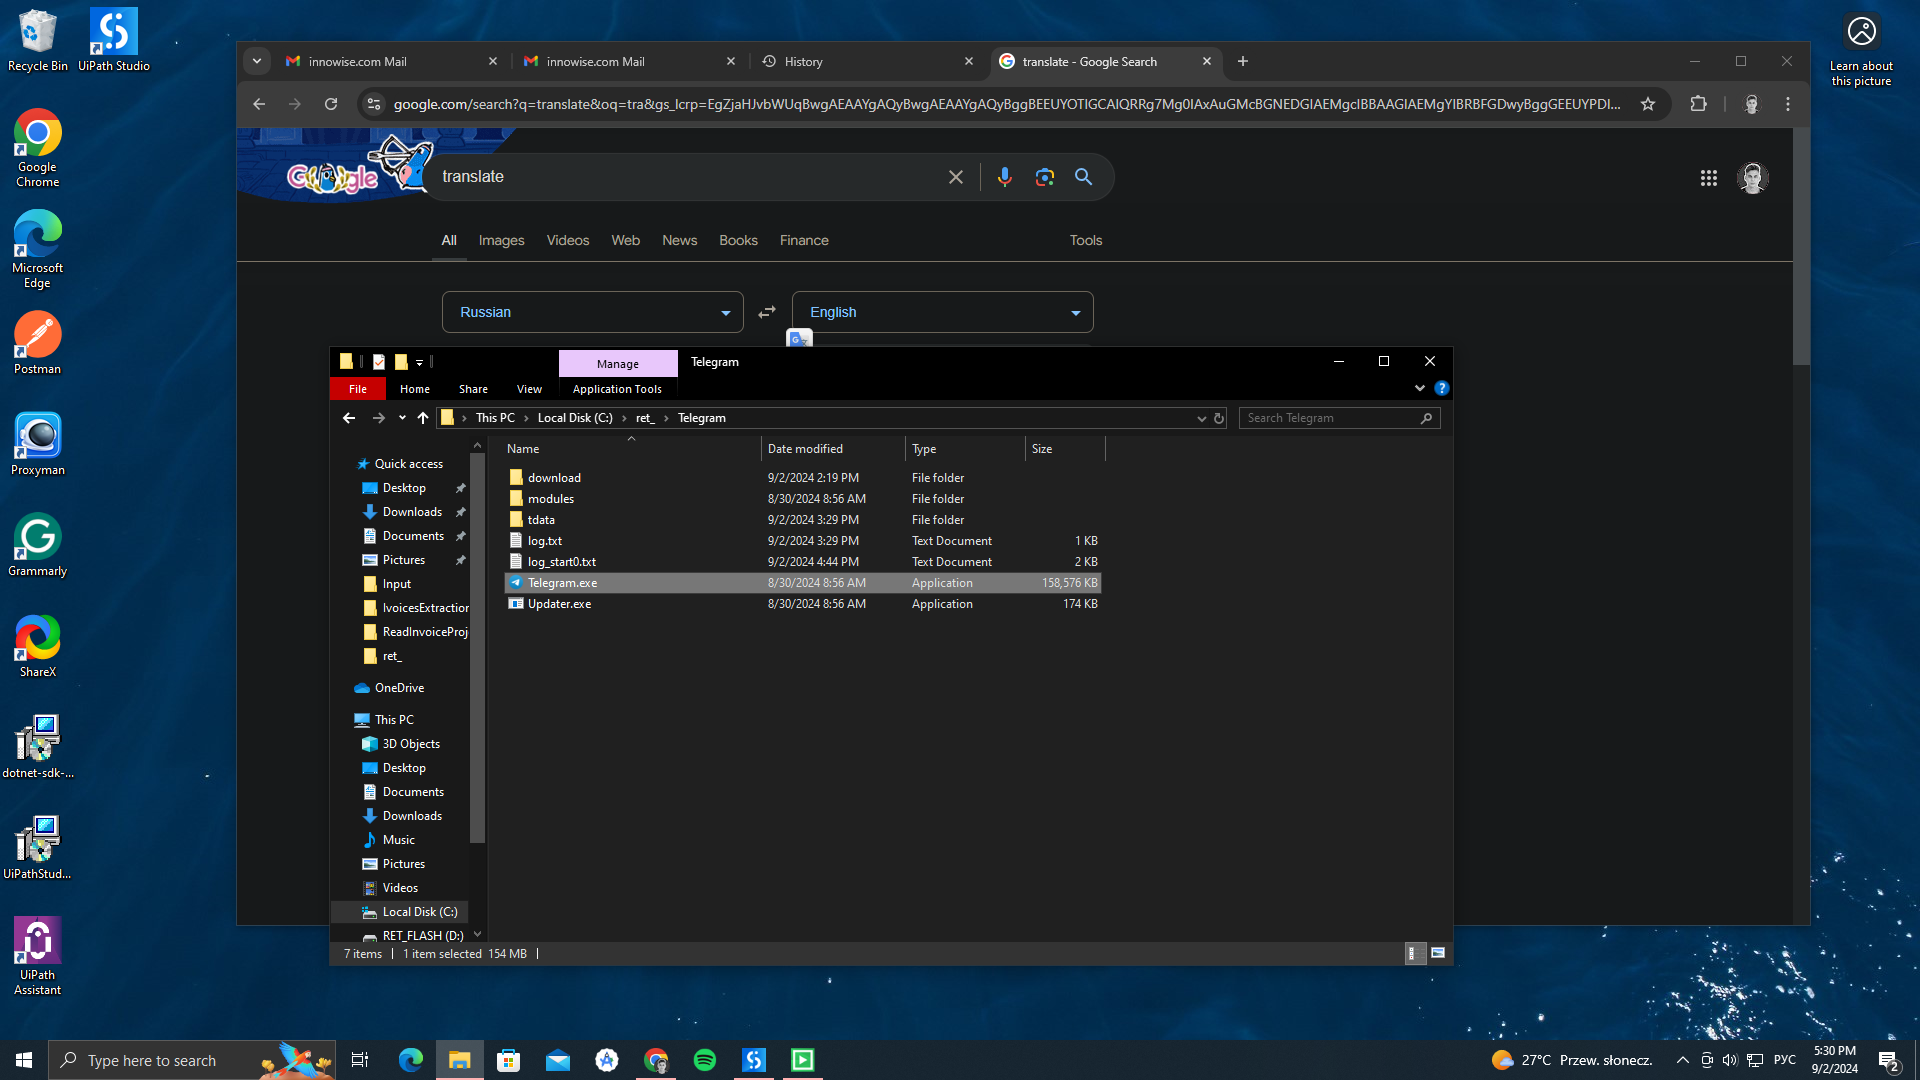 Recycle Bin
UiPath Studio
Google
Chrome
Microsoft
Edge
Postman
Proxyman
Grammarly
ShareX
dotnet-sdk-...
UiPathStud...
UiPath
Assistant
Learn about
this picture
innowise.com Mail
innowise.com Mail
History
translate - Google Search
google.com/search?q=translate&oq=tra&gs_lcrp=EgZjaHJvbWUqBwgAEAAYgAQyBwgAEAAYgAQyBggBEEUYOTIGCAIQRRg7Mg0IAxAuGMcBGNEDGIAEMgcIBBAAGIAEMgYIBRBFGDwyBggGEEUYPDI...
Google
translate
All
Images
Videos
Web
News
Books
Finance
Tools
Russian
English
Manage
Telegram
File
Home
Share
View
Application Tools
This PC
Local Disk (C:)
ret_
Telegram
Search Telegram
Name
Date modified
Type
Size
download 9/2/2024 2:19 PM File folder
modules 8/30/2024 8:56 AM File folder
tdata 9/2/2024 3:29 PM File folder
log.txt 9/2/2024 3:29 PM Text Document 1 KB
log_start0.txt 9/2/2024 4:44 PM Text Document 2 KB
Telegram.exe 8/30/2024 8:56 AM Application 158,576 KB
Updater.exe 8/30/2024 8:56 AM Application 174 KB
Quick access
Desktop
Downloads
Documents
Pictures
Input
IvoicesExtraction
ReadInvoiceProj
ret_
OneDrive
This PC
3D Objects
Desktop
Documents
Downloads
Music
Pictures
Videos
Local Disk (C:)
RET_FLASH (D:)
7 items
1 item selected 154 MB
Type here to search
27°C Przew. słonecz.
РУС
5:30 PM
9/2/2024
2